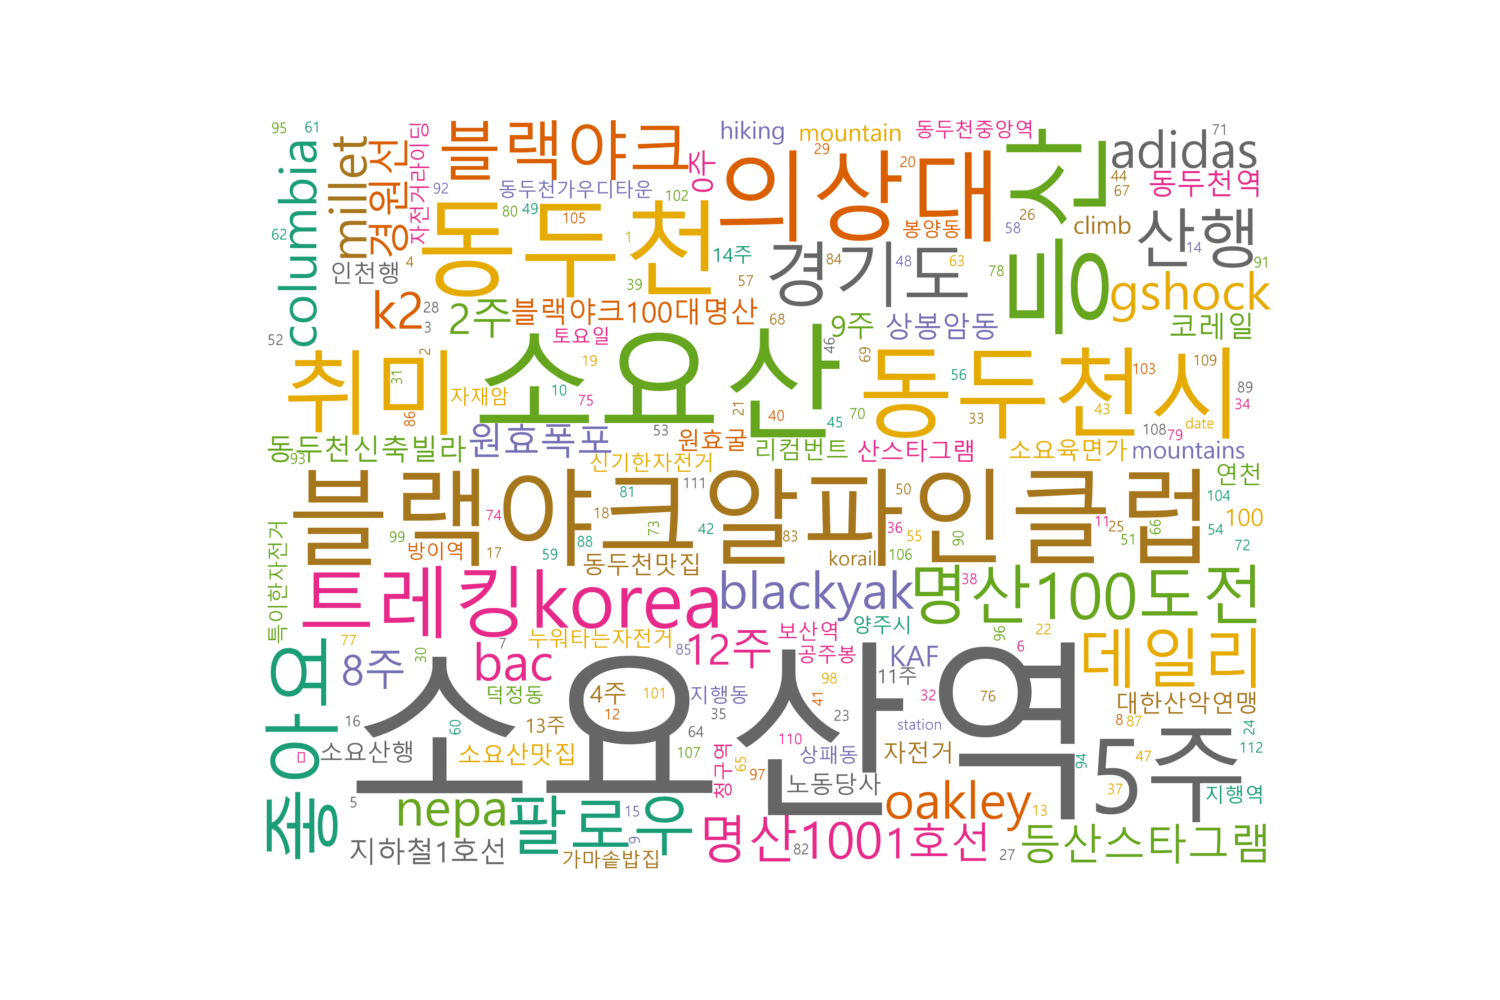 95
61
블랙야크
hiking
mountain
동두천중앙역
71
columbia
millet
경원선
자전거라이딩
0주
의상대
29
20
등산
adidas
44
67
동두천역
92
동두천가우디타운
102
80
49
105
26
58
봉양동
climb
산행
14
62
인천행
4
동두천
1
39
14주
57
경기도
84
48
63
78
91
gshock
52
k2
28
3
2주
블랙야크100대명산
68
9주
상봉암동
코레일
토요일
취미
2
31
86
자재암
19
10
75
소요산
46
21
40
45
69
70
동두천시
56
33
103
43
109
89
34
date
108
79
동두천신축빌라
93
원효폭포
53
원효굴
리컴번트
산스타그램
소요육면가
mountains
신기한자전거
연천
블랙야크알파인클럽
74
81
111
18
73
42
83
50
36
55
90
11
25
51
66
104
54
100
72
특이한자전거
99
방이역
17
59
88
동두천맛집
korail
106
트레킹
korea
blackyak
38
명산100도전
77
7
누워타는자전거
85
12주
보산역
양주시
96
22
6
좋아요
8주
30
bac
공주봉
KAF
데일리
덕정동
4주
101
지행동
98
11주
대한산악연맹
16
60
13주
12
35
41
23
32
76
8
87
24
소요산역
station
5주
ㅁ
소요산행
소요산맛집
64
107
청구역
65
110
97
상패동
자전거
94
47
112
노동당사
37
지행역
5
nepa
팔로우
15
9
oakley
13
지하철1호선
가마솥밥집
명산100
82
1호선
27
등산스타그램